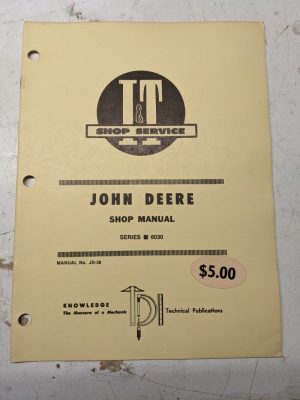 I&T
SHOP SERVICE
JOHN DEERE
SHOP MANUAL
SERIES ■ 6030
MANUAL No. JD-38
$5.00
KNOWLEDGE
The Measure of a Mechanic
TPI
Technical Publications